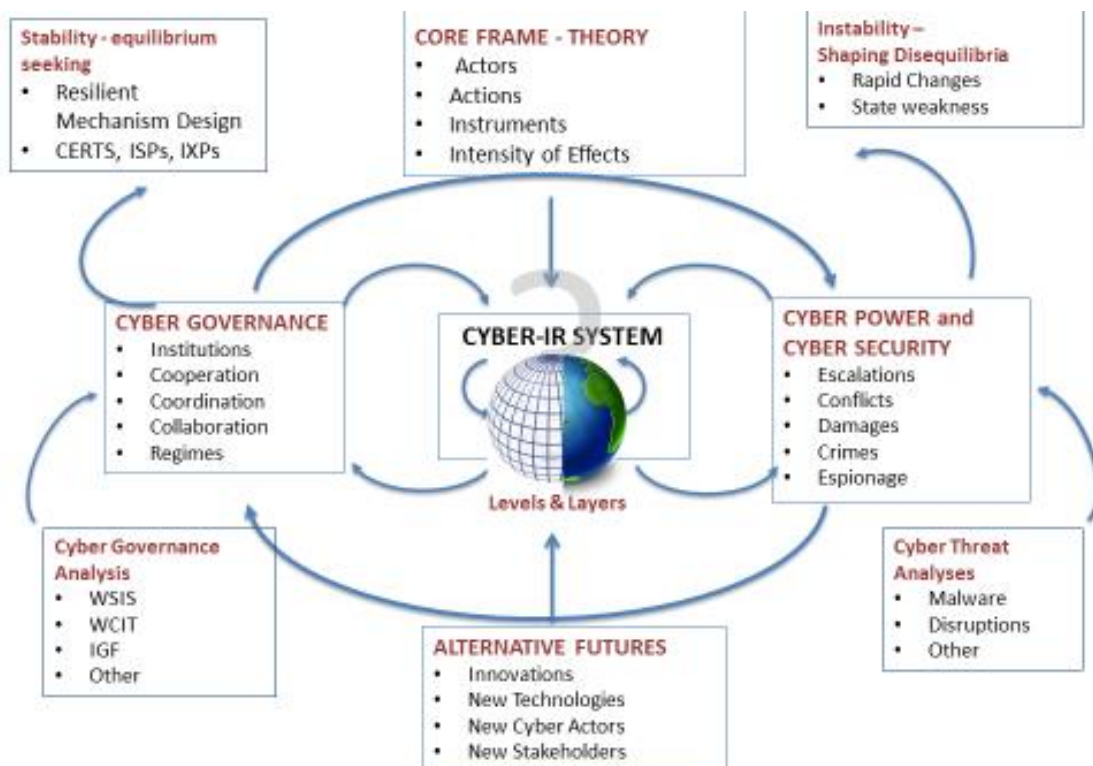 Stability - equilibrium
seeking
• Resilient
Mechanism Design
• CERTS, ISPs, IXPs
CORE FRAME - THEORY
• Actors
• Actions
• Instruments
• Intensity of Effects
Instability –
Shaping Disequilibria
• Rapid Changes
• State weakness
CYBER GOVERNANCE
• Institutions
• Cooperation
• Coordination
• Collaboration
• Regimes
CYBER-IR SYSTEM
Levels & Layers
CYBER POWER and
CYBER SECURITY
• Escalations
• Conflicts
• Damages
• Crimes
• Espionage
Cyber Governance
Analysis
• WSIS
• WCIT
• IGF
• Other
ALTERNATIVE FUTURES
• Innovations
• New Technologies
• New Cyber Actors
• New Stakeholders
Cyber Threat
Analyses
• Malware
• Disruptions
• Other